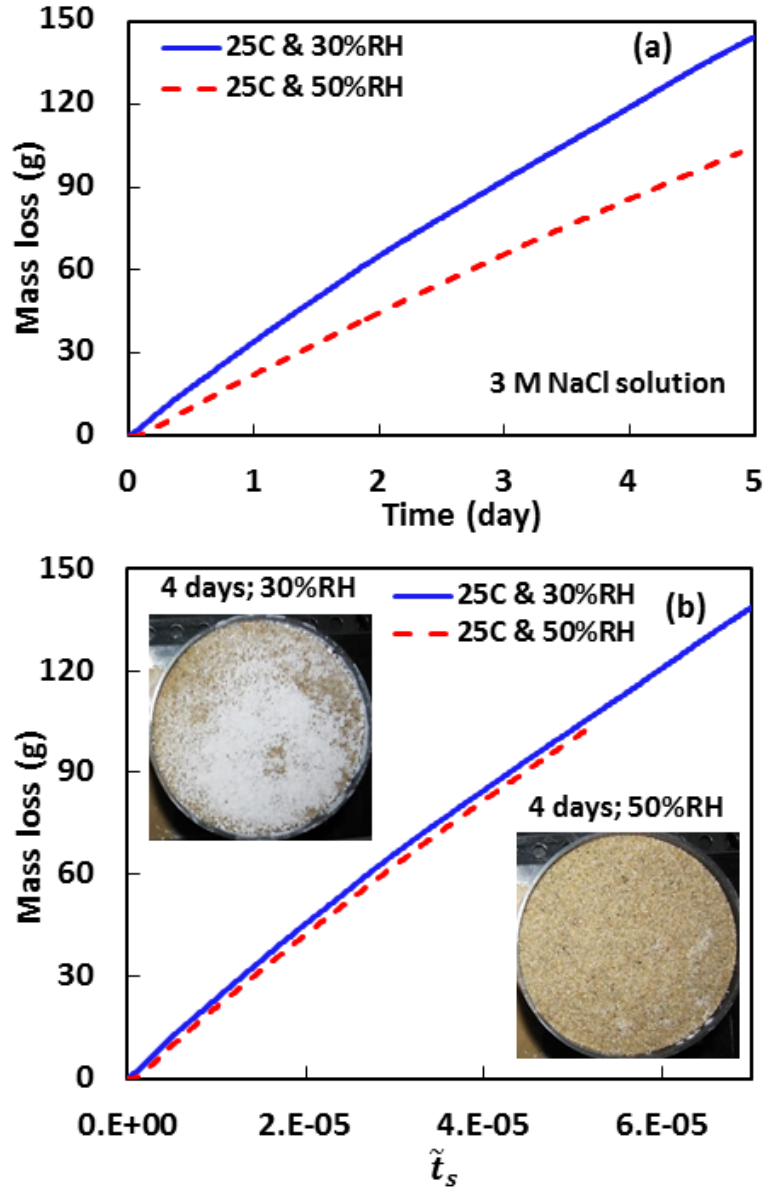 150
120
90
60
30
0
Mass loss (g)
25C & 30%RH
25C & 50%RH
(a)
3 M NaCl solution
0 1 2 3 4 5
Time (day)
150
120
90
60
30
0
Mass loss (g)
4 days; 30%RH
25C & 30%RH
25C & 50%RH
(b)
4 days; 50%RH
0.E+00 2.E-05 4.E-05 6.E-05
t̃s